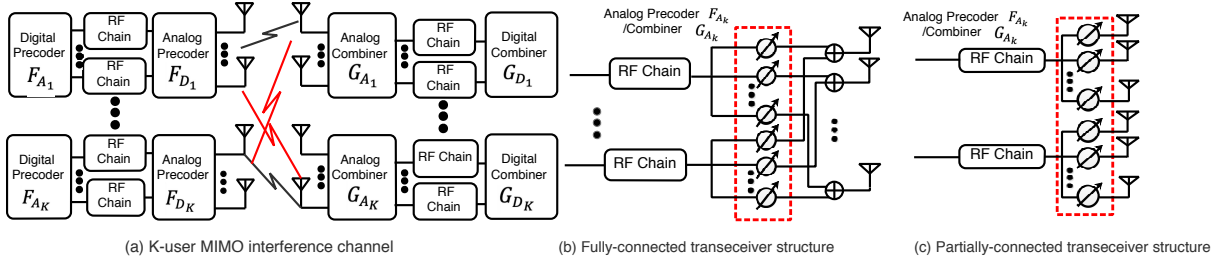 Digital
Precoder
F_{A_1}
RF
Chain
RF
Chain
Analog
Precoder
F_{D_1}
Analog
Combiner
G_{A_1}
RF
Chain
RF
Chain
Digital
Combiner
G_{D_1}
Digital
Precoder
F_{A_K}
RF
Chain
RF
Chain
Analog
Precoder
F_{D_K}
Analog
Combiner
G_{A_K}
RF Chain
RF
Chain
Digital
Combiner
G_{D_K}
(a) K-user MIMO interference channel
Analog Precoder F_{A_k}
/Combiner G_{A_k}
RF Chain
RF Chain
(b) Fully-connected transeceiver structure
Analog Precoder F_{A_k}
/Combiner G_{A_k}
RF Chain
RF Chain
(c) Partially-connected transeceiver structure